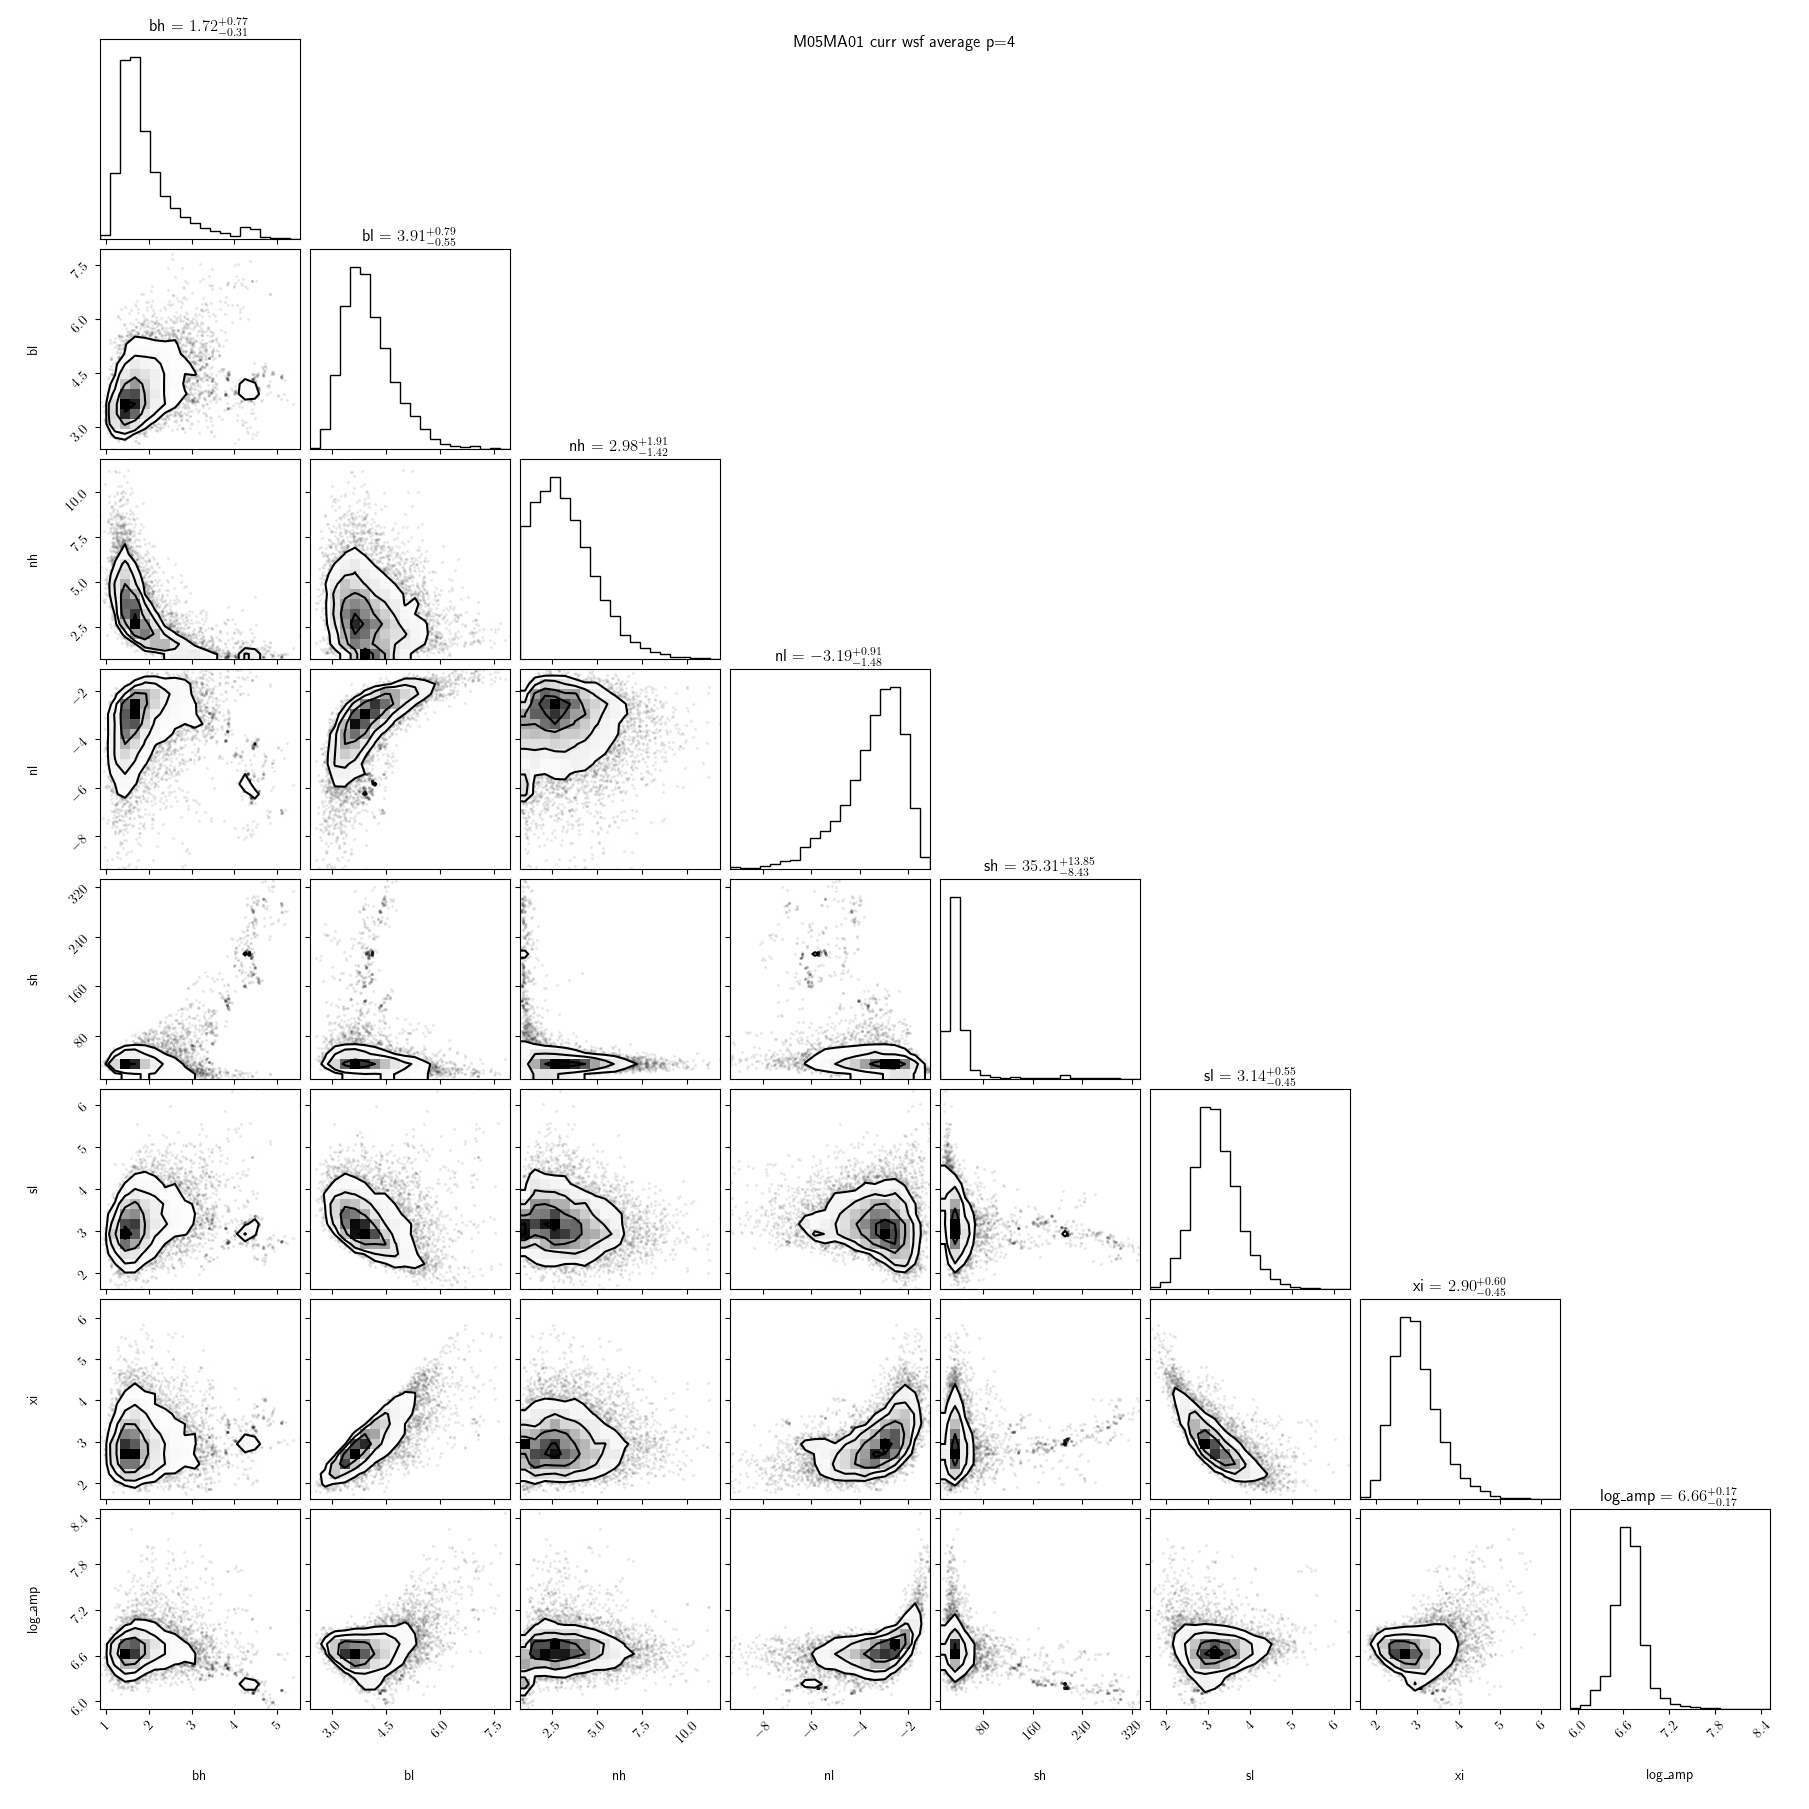 M05MA01 curr wsf average p=4
bh = 1.72^{+0.77}_{-0.31}
bl = 3.91^{+0.79}_{-0.55}
bl
7.5
6.0
4.5
3.0
nh = 2.98^{+1.91}_{-1.42}
nh
10.0
7.5
5.0
2.5
nl = −3.19^{+0.91}_{-1.48}
nl
−2
−4
−6
−8
sh = 35.31^{+13.85}_{-8.43}
sh
320
240
160
80
sl = 3.14^{+0.55}_{-0.45}
sl
6
5
4
3
2
xi = 2.90^{+0.60}_{-0.45}
xi
6
5
4
3
2
log_amp = 6.66^{+0.17}_{-0.17}
log_amp
8.4
7.8
7.2
6.6
6.0
1 2 3 4 5 3.0 4.5 6.0 7.5 2.5 5.0 7.5 10.0 −8 −6 −4 −2 80 160 240 320 2 3 4 5 6 2 3 4 5 6 6.0 6.6 7.2 7.8 8.4
bh bl nh nl sh sl xi log_amp